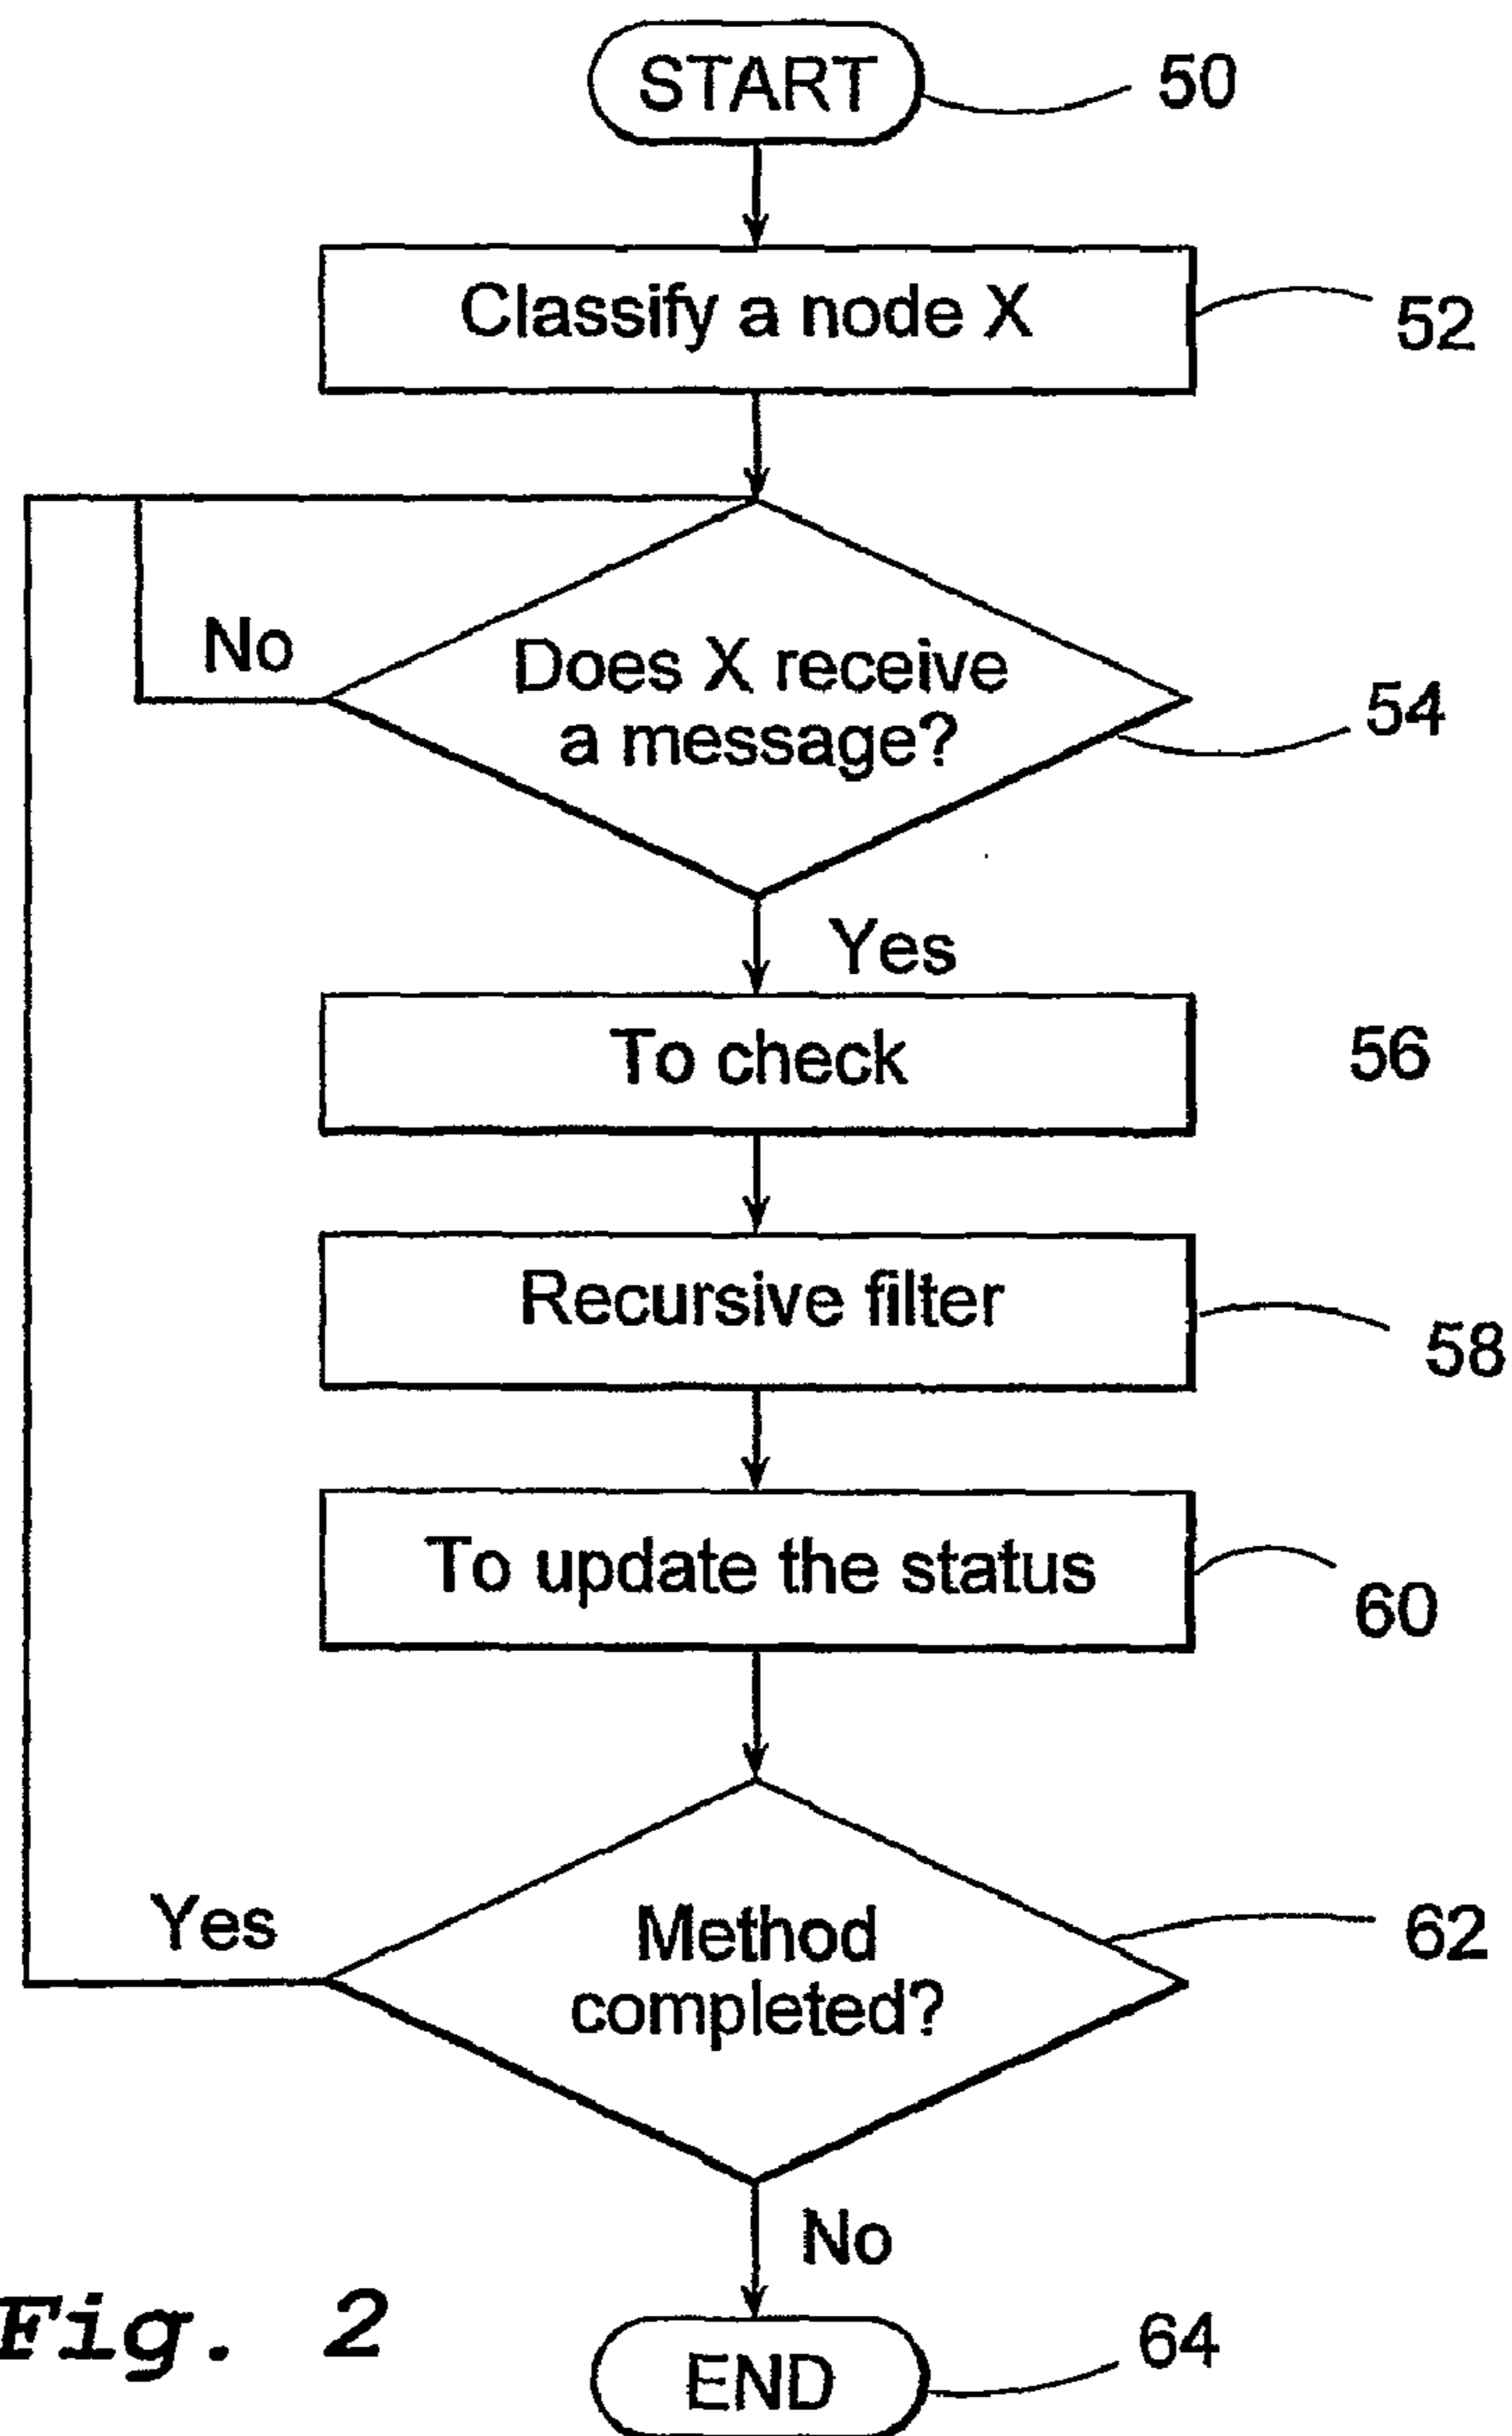 START
50
Classify a node X
52
No
Does X receive
a message?
54
Yes
To check
56
Recursive filter
58
To update the status
60
Yes
Method
completed?
62
No
Fig. 2
END
64